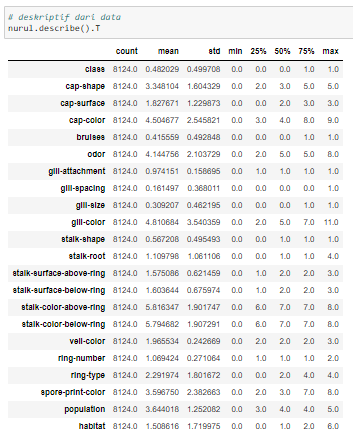 # deskriptif dari data
nurul.describe().T
count mean std min 25% 50% 75% max
class 8124.0 0.482029 0.499708 0.0 0.0 0.0 1.0 1.0
cap-shape 8124.0 3.348104 1.604329 0.0 2.0 3.0 5.0 5.0
cap-surface 8124.0 1.827671 1.229873 0.0 0.0 2.0 3.0 3.0
cap-color 8124.0 4.504677 2.545821 0.0 3.0 4.0 8.0 9.0
bruises 8124.0 0.415559 0.492848 0.0 0.0 0.0 1.0 1.0
odor 8124.0 4.144756 2.103729 0.0 2.0 5.0 5.0 8.0
gill-attachment 8124.0 0.974151 0.158695 0.0 1.0 1.0 1.0 1.0
gill-spacing 8124.0 0.161497 0.368011 0.0 0.0 0.0 0.0 1.0
gill-size 8124.0 0.309207 0.462195 0.0 0.0 0.0 1.0 1.0
gill-color 8124.0 4.810684 3.540359 0.0 2.0 5.0 7.0 11.0
stalk-shape 8124.0 0.567208 0.495493 0.0 0.0 1.0 1.0 1.0
stalk-root 8124.0 1.109798 1.061106 0.0 0.0 1.0 1.0 4.0
stalk-surface-above-ring 8124.0 1.575086 0.621459 0.0 1.0 2.0 2.0 3.0
stalk-surface-below-ring 8124.0 1.603644 0.675974 0.0 1.0 2.0 2.0 3.0
stalk-color-above-ring 8124.0 5.816347 1.901747 0.0 6.0 7.0 7.0 8.0
stalk-color-below-ring 8124.0 5.794682 1.907291 0.0 6.0 7.0 7.0 8.0
veil-color 8124.0 1.965534 0.242669 0.0 2.0 2.0 2.0 3.0
ring-number 8124.0 1.069424 0.271064 0.0 1.0 1.0 1.0 2.0
ring-type 8124.0 2.291974 1.801672 0.0 0.0 2.0 4.0 4.0
spore-print-color 8124.0 3.596750 2.382663 0.0 2.0 3.0 7.0 8.0
population 8124.0 3.644018 1.252082 0.0 3.0 4.0 4.0 5.0
habitat 8124.0 1.508616 1.719975 0.0 0.0 1.0 2.0 6.0